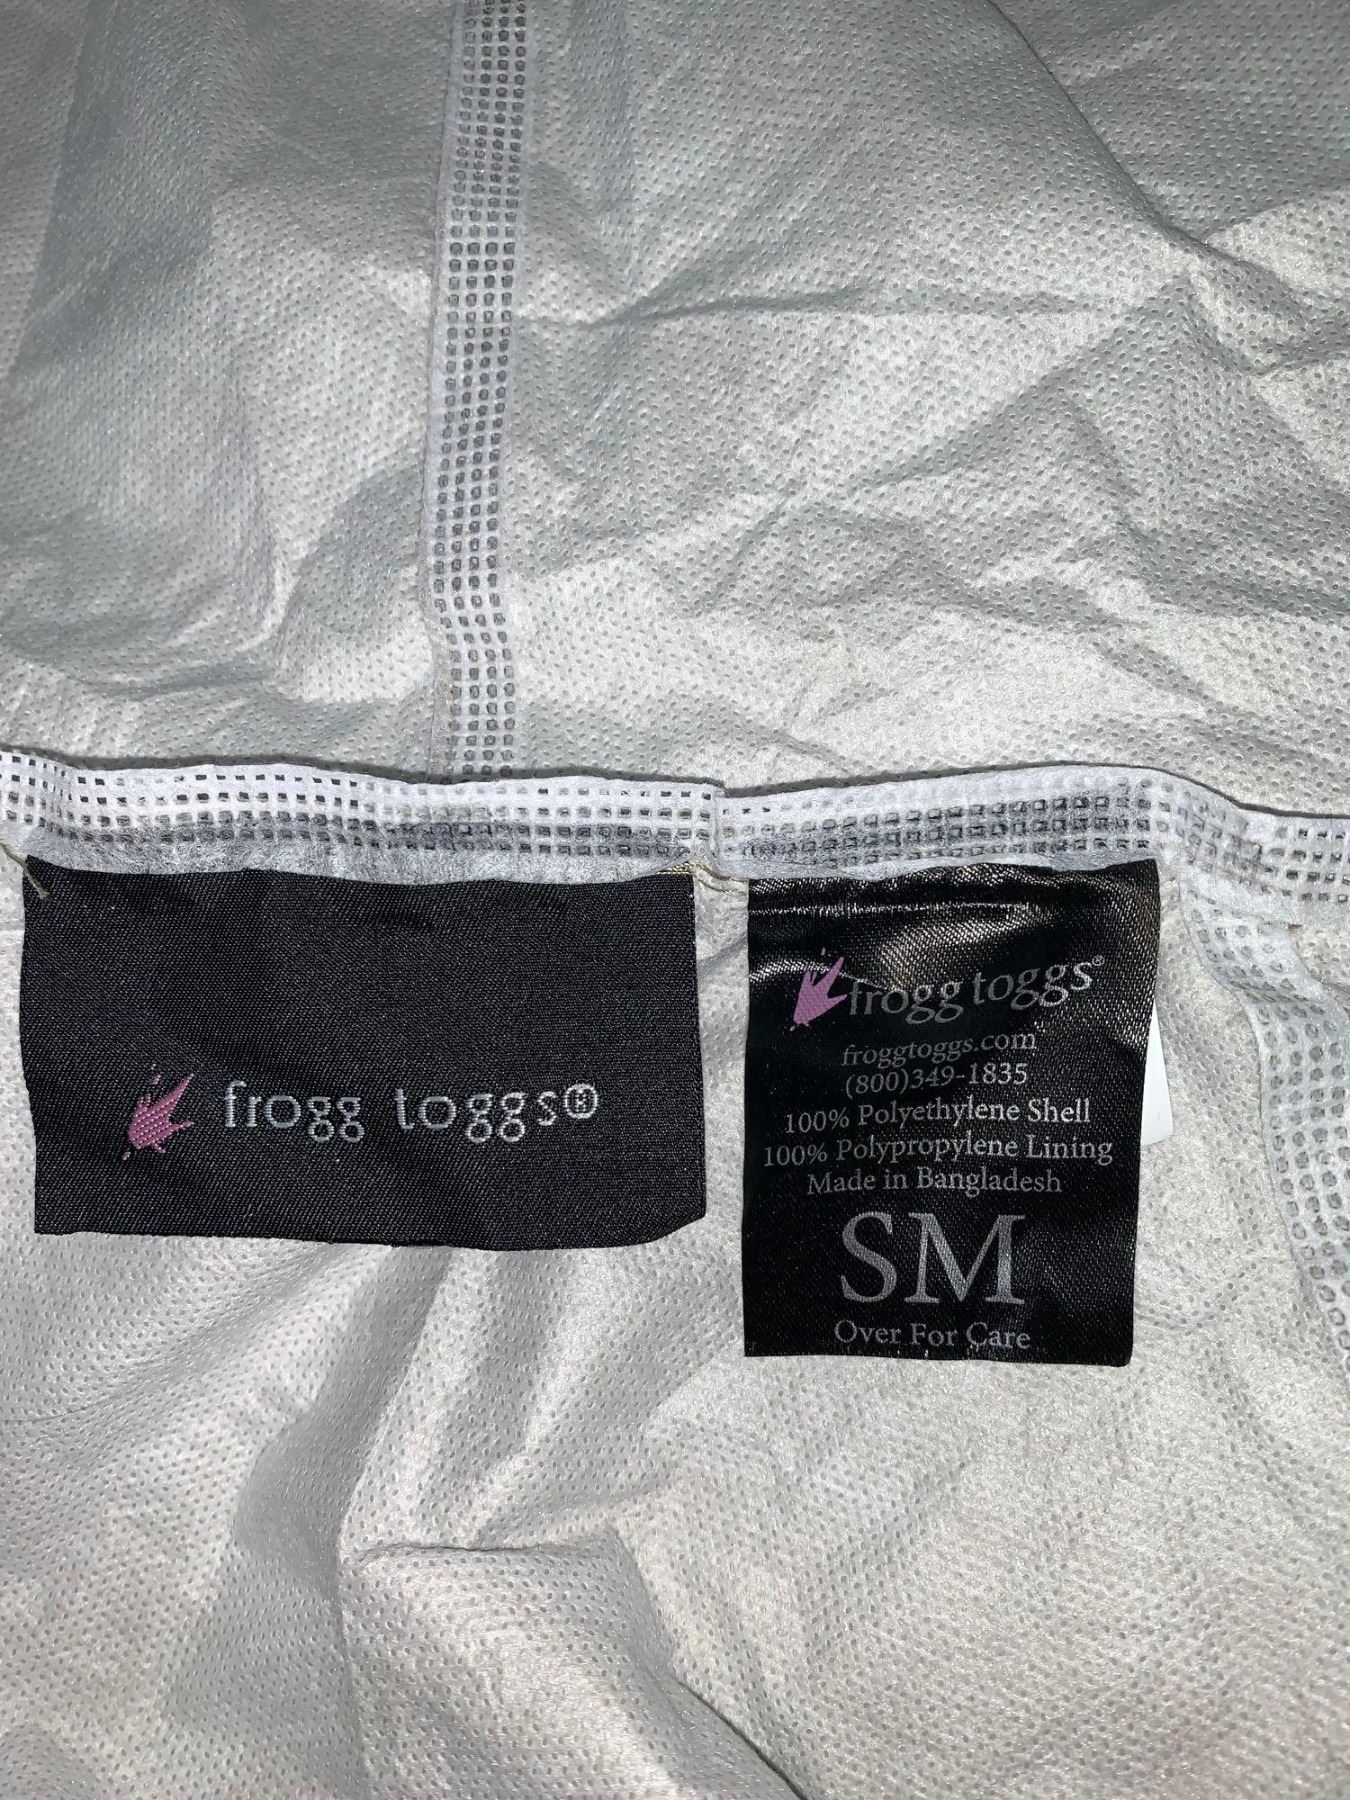 frogg toggs®
frogg toggs®
froggtoggs.com
(800)349-1835
100% Polyethylene Shell
100% Polypropylene Lining
Made in Bangladesh
SM
Over For Care